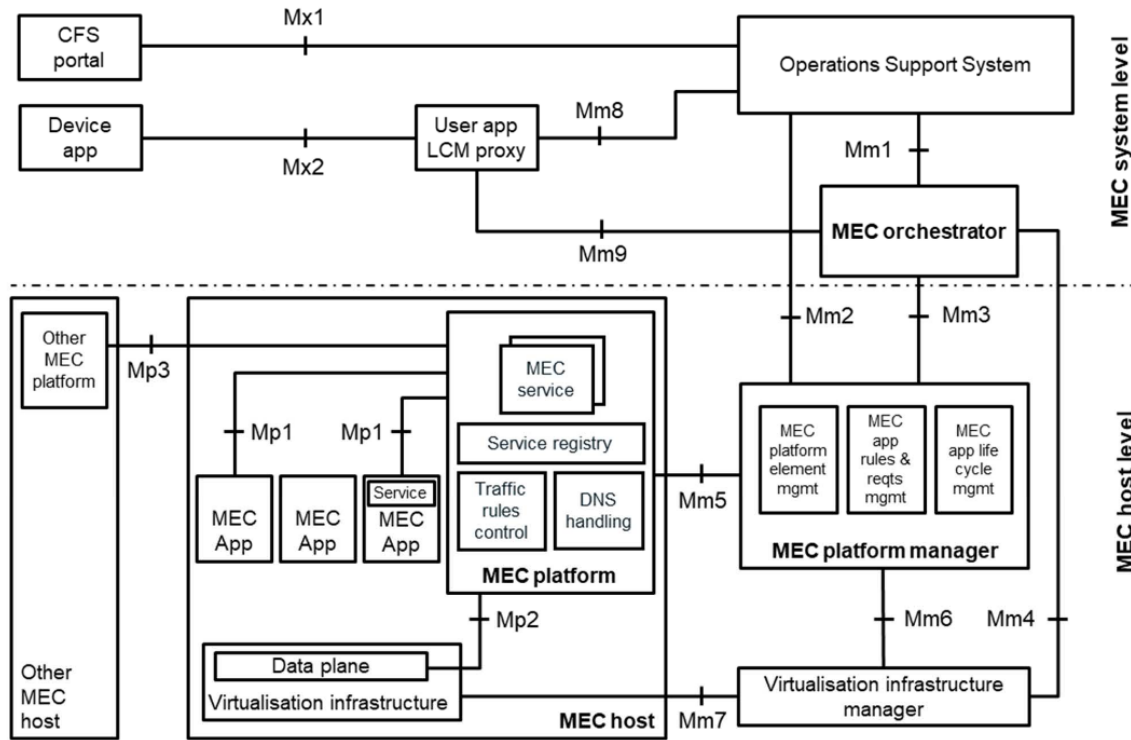 Mx1
CFS
portal
Operations Support System
Device
app
Mx2
User app
LCM proxy
Mm8
Mm1
MEC orchestrator
Mm9
MEC system level
Other
MEC
platform
Mp3
MEC
service
Mm2
Mm3
Mp1
Mp1
Service registry
MEC
platform
element
mgmt
MEC
app
rules &
reqts
mgmt
MEC
app life
cycle
mgmt
MEC host level
MEC
App
MEC
App
Service
MEC
App
Traffic
rules
control
DNS
handling
Mm5
MEC platform
MEC platform manager
Mp2
Mm6
Mm4
Data plane
Virtualisation infrastructure
Other
MEC
host
MEC host
Mm7
Virtualisation infrastructure
manager